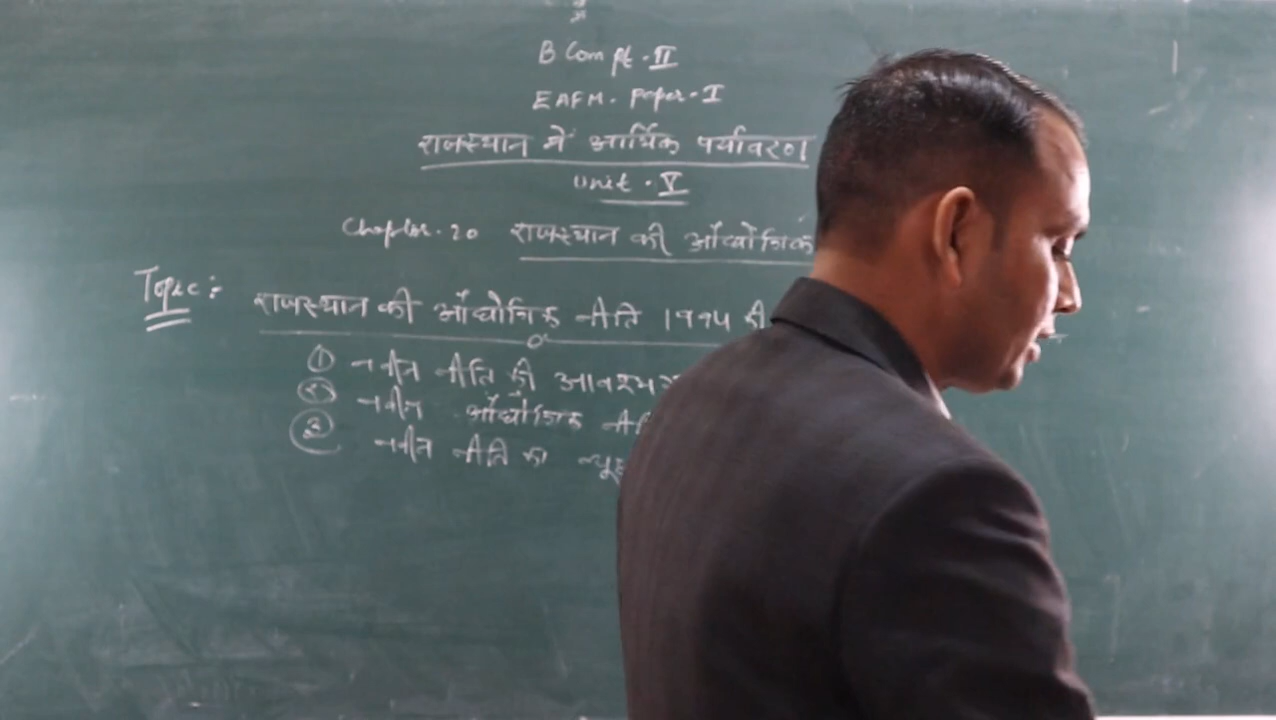 B Com pt. II
EAFM. Paper. I
राजस्थान में आर्थिक पर्यावरण
Unit. V
Chapter. 20 राजस्थान की औद्योगिक
Topic: राजस्थान की औद्योगिक नीति 1994 की
① नवीन नीति की
② नवीन औद्योगिक
③ नवीन नीति का